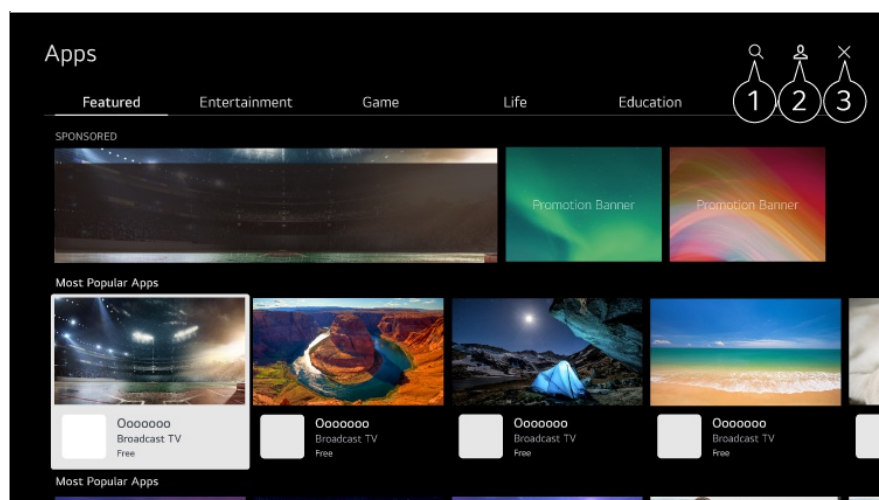 Apps
Featured Entertainment Game Life Education
1 2 3
SPONSORED
Promotion Banner Promotion Banner
Most Popular Apps
Ooooooo Ooooooo Ooooooo Ooooooo
Broadcast TV Broadcast TV Broadcast TV Broadcast TV
Free Free Free Free
Most Popular Apps